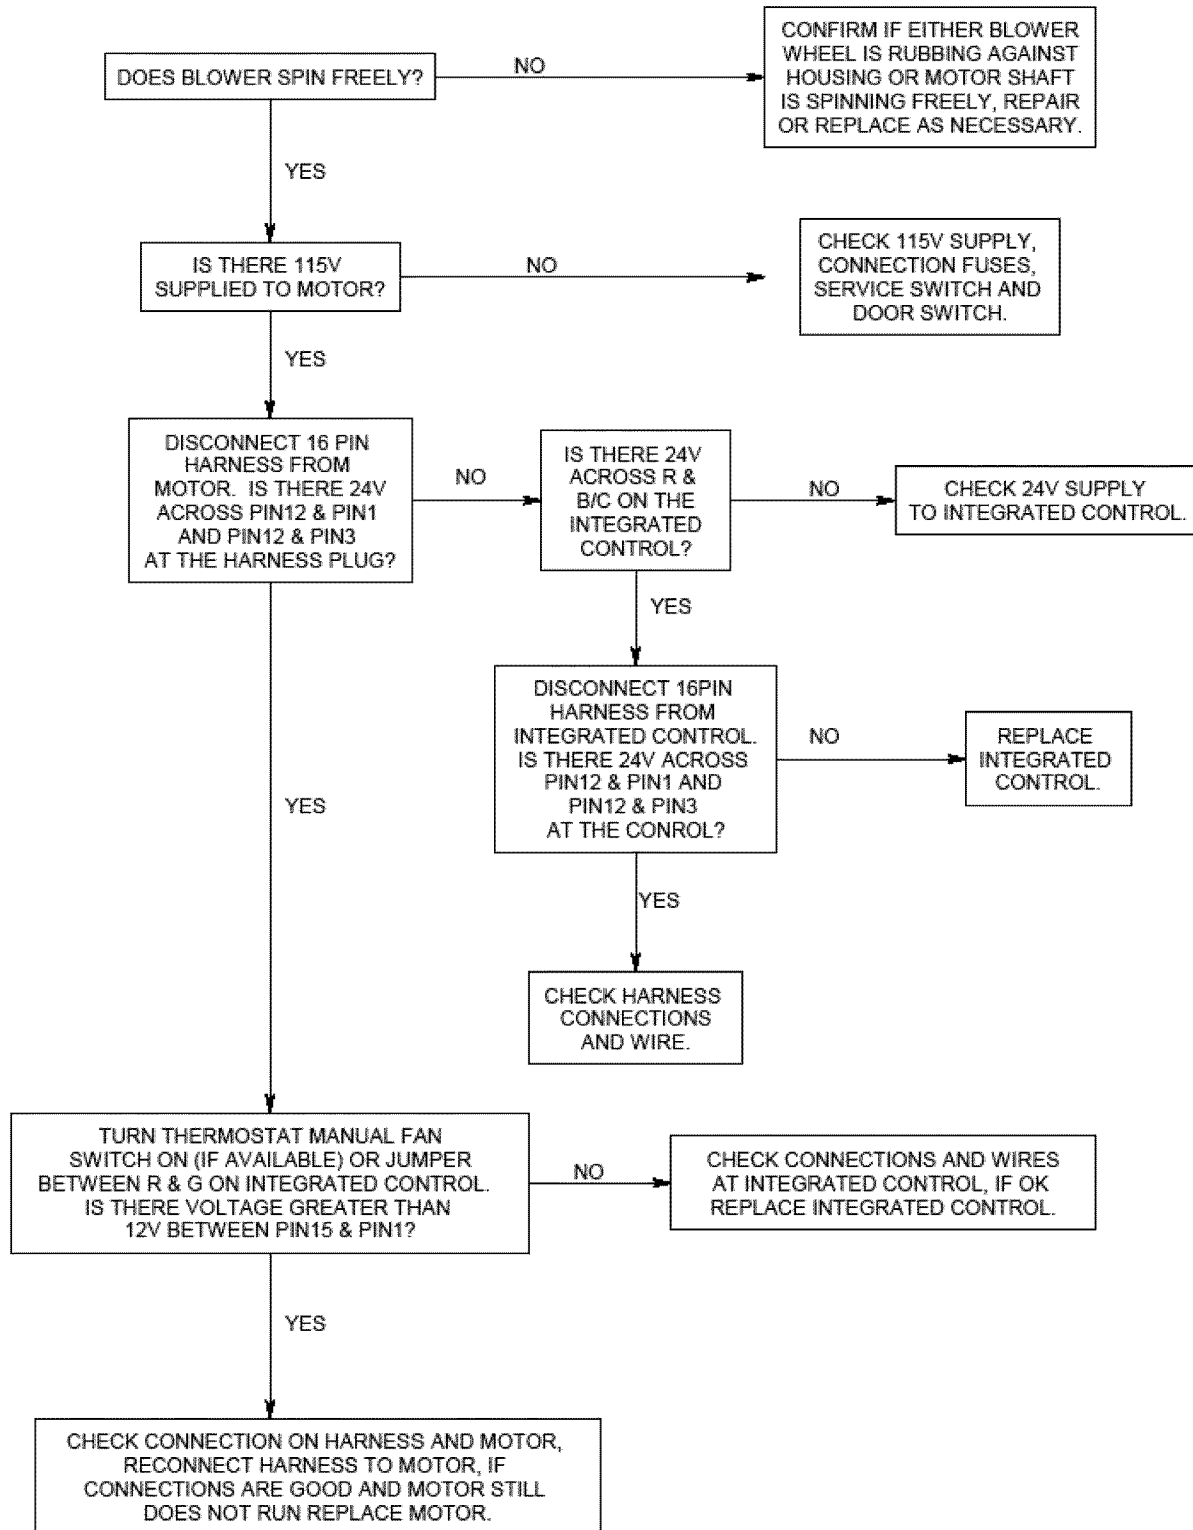 DOES BLOWER SPIN FREELY?
NO
CONFIRM IF EITHER BLOWER
WHEEL IS RUBBING AGAINST
HOUSING OR MOTOR SHAFT
IS SPINNING FREELY, REPAIR
OR REPLACE AS NECESSARY.
YES
IS THERE 115V
SUPPLIED TO MOTOR?
NO
CHECK 115V SUPPLY,
CONNECTION FUSES,
SERVICE SWITCH AND
DOOR SWITCH.
YES
DISCONNECT 16 PIN
HARNESS FROM
MOTOR. IS THERE 24V
ACROSS PIN12 & PIN1
AND PIN12 & PIN3
AT THE HARNESS PLUG?
NO
IS THERE 24V
ACROSS R &
B/C ON THE
INTEGRATED
CONTROL?
NO
CHECK 24V SUPPLY
TO INTEGRATED CONTROL.
YES
DISCONNECT 16PIN
HARNESS FROM
INTEGRATED CONTROL.
IS THERE 24V ACROSS
PIN12 & PIN1 AND
PIN12 & PIN3
AT THE CONROL?
NO
REPLACE
INTEGRATED
CONTROL.
YES
YES
CHECK HARNESS
CONNECTIONS
AND WIRE.
TURN THERMOSTAT MANUAL FAN
SWITCH ON (IF AVAILABLE) OR JUMPER
BETWEEN R & G ON INTEGRATED CONTROL.
IS THERE VOLTAGE GREATER THAN
12V BETWEEN PIN15 & PIN1?
NO
CHECK CONNECTIONS AND WIRES
AT INTEGRATED CONTROL, IF OK
REPLACE INTEGRATED CONTROL.
YES
CHECK CONNECTION ON HARNESS AND MOTOR,
RECONNECT HARNESS TO MOTOR, IF
CONNECTIONS ARE GOOD AND MOTOR STILL
DOES NOT RUN REPLACE MOTOR.